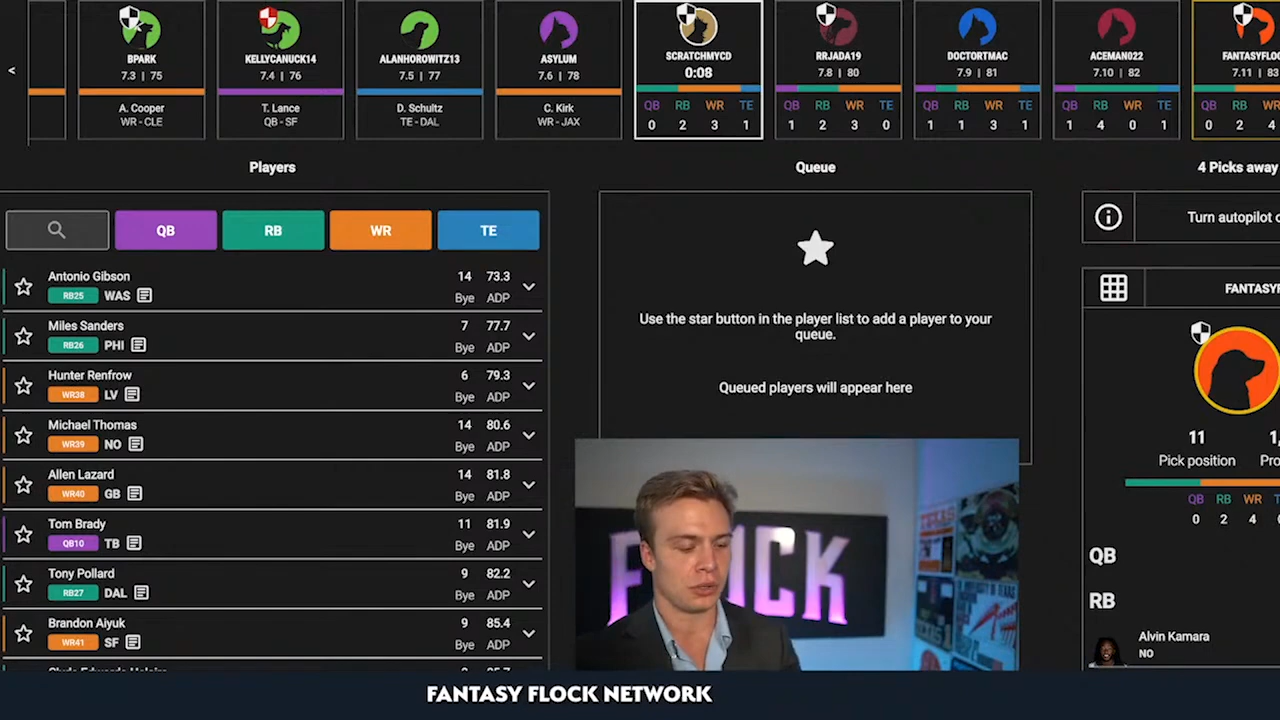 <
BPARK
7.3 | 75
A. Cooper
WR - CLE
KELLYCANUCK14
7.4 | 76
T. Lance
QB - SF
ALANHOROWITZ13
7.5 | 77
D. Schultz
TE - DAL
ASYLUM
7.6 | 78
C. Kirk
WR - JAX
SCRATCHMYCD
0:08
QB RB WR TE
0 2 3 1
RRJADA19
7.8 | 80
QB RB WR TE
1 2 3 0
DOCTORTMAC
7.9 | 81
QB RB WR TE
1 1 3 1
ACEMAN022
7.10 | 82
QB RB WR TE
1 4 0 1
FANTASYFLOC
7.11 | 83
QB RB WR
0 2 4
Players
QB RB WR TE
Antonio Gibson 14 73.3
RB25 WAS Bye ADP
Miles Sanders 7 77.7
RB26 PHI Bye ADP
Hunter Renfrow 6 79.3
WR38 LV Bye ADP
Michael Thomas 14 80.6
WR39 NO Bye ADP
Allen Lazard 14 81.8
WR40 GB Bye ADP
Tom Brady 11 81.9
QB10 TB Bye ADP
Tony Pollard 9 82.2
RB27 DAL Bye ADP
Brandon Aiyuk 9 85.4
WR41 SF Bye ADP
Queue
Use the star button in the player list to add a player to your
queue.
Queued players will appear here
4 Picks away
Turn autopilot o
FANTASYF
11 1,
Pick position Pro
QB RB WR
0 2 4
QB
RB
Alvin Kamara
NO
FLOCK
FANTASY FLOCK NETWORK